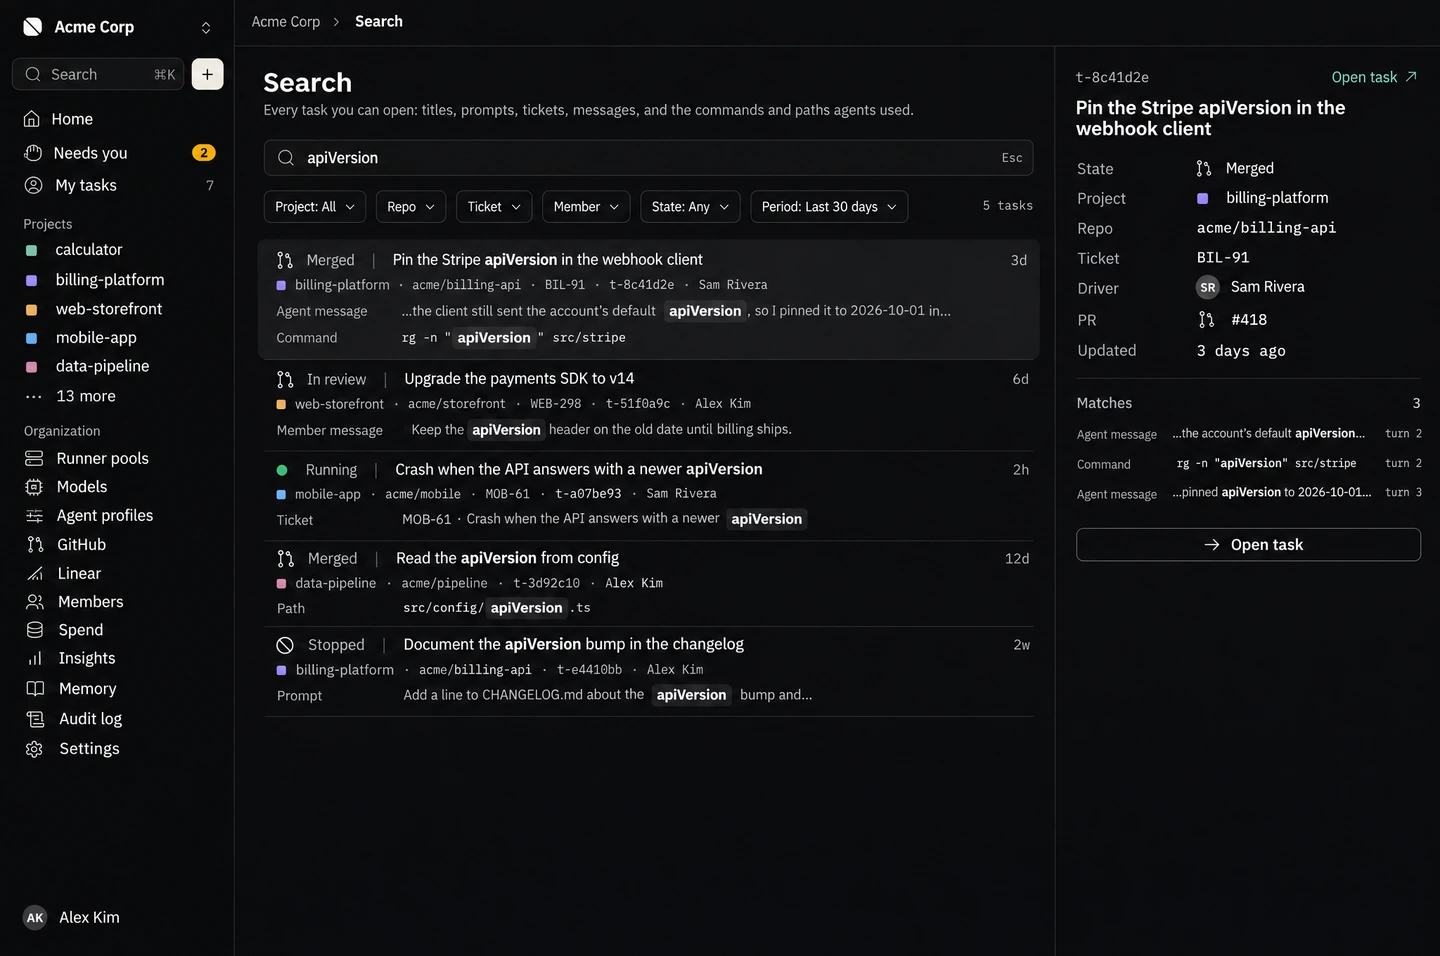 Acme Corp
Search ⌘K +
Home
Needs you 2
My tasks 7
Projects
calculator
billing-platform
web-storefront
mobile-app
data-pipeline
··· 13 more
Organization
Runner pools
Models
Agent profiles
GitHub
Linear
Members
Spend
Insights
Memory
Audit log
Settings
AK Alex Kim
Acme Corp > Search
Search
Every task you can open: titles, prompts, tickets, messages, and the commands and paths agents used.
apiVersion Esc
Project: All Repo Ticket Member State: Any Period: Last 30 days 5 tasks
Merged | Pin the Stripe apiVersion in the webhook client 3d
billing-platform · acme/billing-api · BIL-91 · t-8c41d2e · Sam Rivera
Agent message ...the client still sent the account's default apiVersion, so I pinned it to 2026-10-01 in...
Command rg -n "apiVersion" src/stripe
In review | Upgrade the payments SDK to v14 6d
web-storefront · acme/storefront · WEB-298 · t-51f0a9c · Alex Kim
Member message Keep the apiVersion header on the old date until billing ships.
Running | Crash when the API answers with a newer apiVersion 2h
mobile-app · acme/mobile · MOB-61 · t-a07be93 · Sam Rivera
Ticket MOB-61 · Crash when the API answers with a newer apiVersion
Merged | Read the apiVersion from config 12d
data-pipeline · acme/pipeline · t-3d92c10 · Alex Kim
Path src/config/apiVersion.ts
Stopped | Document the apiVersion bump in the changelog 2w
billing-platform · acme/billing-api · t-e4410bb · Alex Kim
Prompt Add a line to CHANGELOG.md about the apiVersion bump and...
t-8c41d2e Open task ↗
Pin the Stripe apiVersion in the
webhook client
State Merged
Project billing-platform
Repo acme/billing-api
Ticket BIL-91
Driver SR Sam Rivera
PR #418
Updated 3 days ago
Matches 3
Agent message ...the account's default apiVersion... turn 2
Command rg -n "apiVersion" src/stripe turn 2
Agent message ...pinned apiVersion to 2026-10-01... turn 3
→ Open task